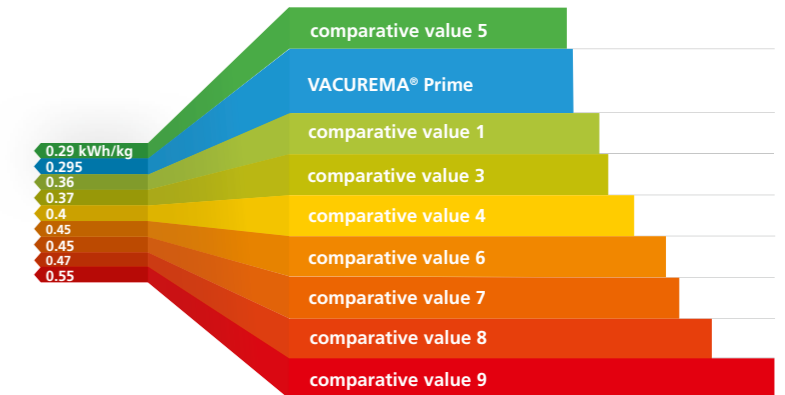 comparative value 5
VACUREMA® Prime
comparative value 1
comparative value 3
comparative value 4
comparative value 6
comparative value 7
comparative value 8
comparative value 9
0.29 kWh/kg
0.295
0.36
0.37
0.4
0.45
0.45
0.47
0.55